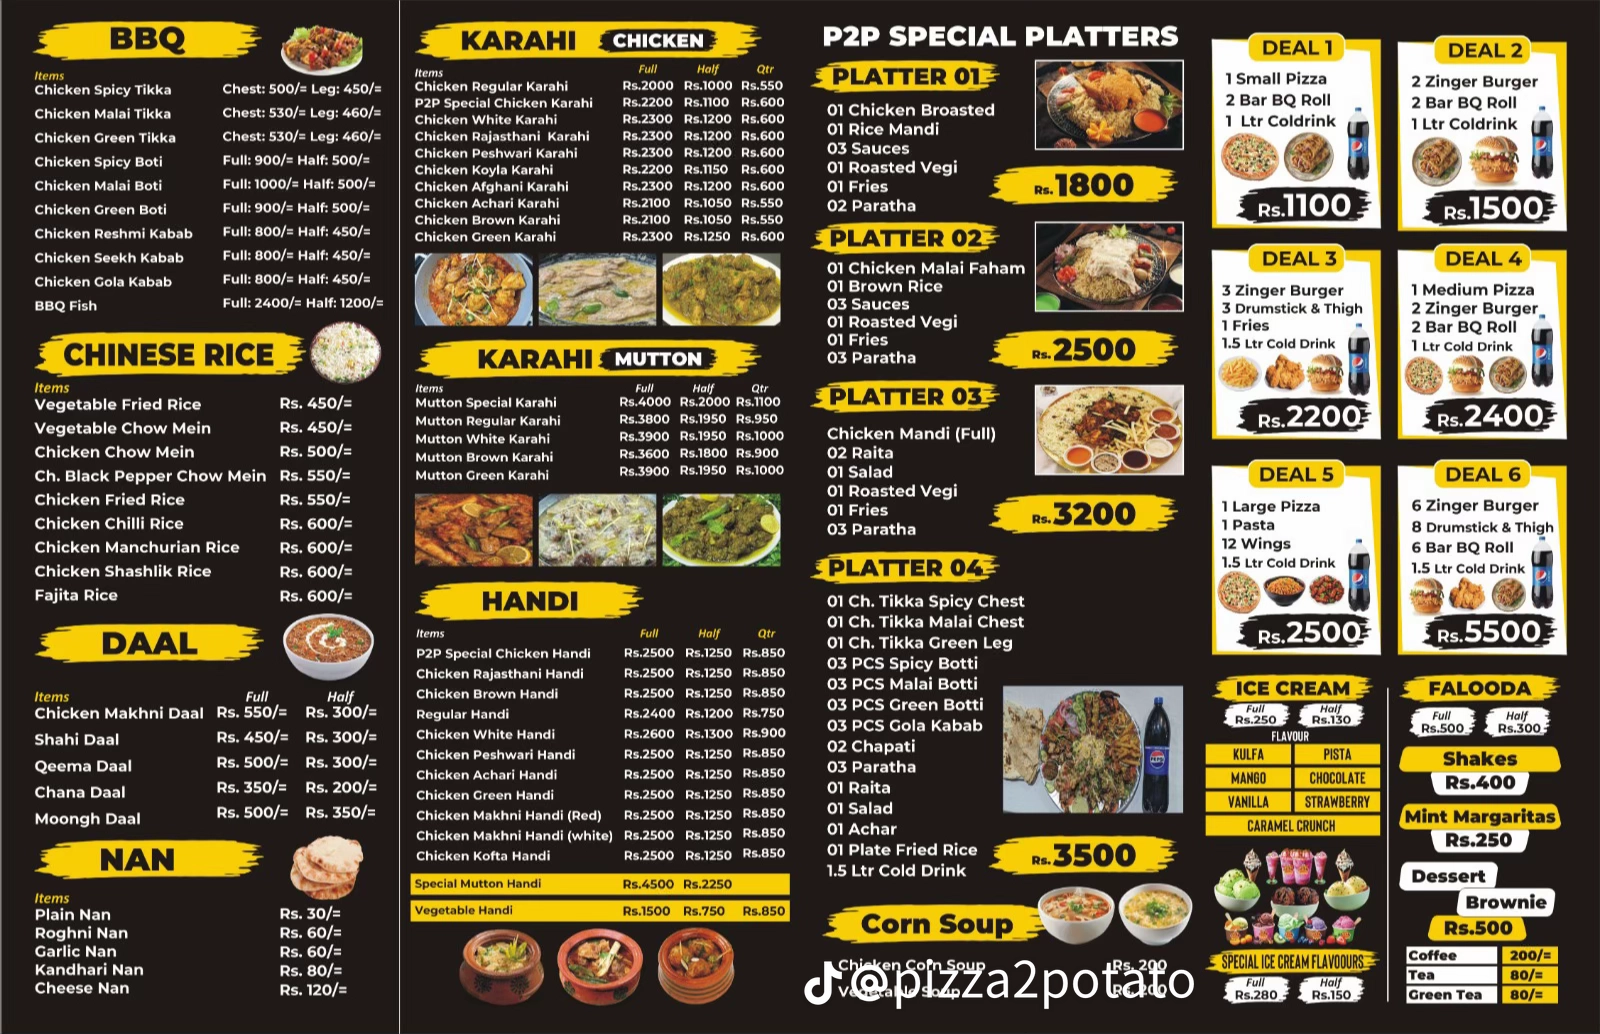 BBQ
Items
Chicken Spicy Tikka Chest: 500/= Leg: 450/=
Chicken Malai Tikka Chest: 530/= Leg: 460/=
Chicken Green Tikka Chest: 530/= Leg: 460/=
Chicken Spicy Boti Full: 900/= Half: 500/=
Chicken Malai Boti Full: 1000/= Half: 500/=
Chicken Green Boti Full: 900/= Half: 500/=
Chicken Reshmi Kabab Full: 800/= Half: 450/=
Chicken Seekh Kabab Full: 800/= Half: 450/=
Chicken Gola Kabab Full: 800/= Half: 450/=
BBQ Fish Full: 2400/= Half: 1200/=
CHINESE RICE
Items
Vegetable Fried Rice Rs. 450/=
Vegetable Chow Mein Rs. 450/=
Chicken Chow Mein Rs. 500/=
Ch. Black Pepper Chow Mein Rs. 550/=
Chicken Fried Rice Rs. 550/=
Chicken Chilli Rice Rs. 600/=
Chicken Manchurian Rice Rs. 600/=
Chicken Shashlik Rice Rs. 600/=
Fajita Rice Rs. 600/=
DAAL
Items Full Half
Chicken Makhni Daal Rs. 550/= Rs. 300/=
Shahi Daal Rs. 450/= Rs. 300/=
Qeema Daal Rs. 500/= Rs. 300/=
Chana Daal Rs. 350/= Rs. 200/=
Moongh Daal Rs. 500/= Rs. 350/=
NAN
Items
Plain Nan Rs. 30/=
Roghni Nan Rs. 60/=
Garlic Nan Rs. 60/=
Kandhari Nan Rs. 80/=
Cheese Nan Rs. 120/=
KARAHI CHICKEN
Items Full Half Qtr
Chicken Regular Karahi Rs.2000 Rs.1000 Rs.550
P2P Special Chicken Karahi Rs.2200 Rs.1100 Rs.600
Chicken White Karahi Rs.2300 Rs.1200 Rs.600
Chicken Rajasthani Karahi Rs.2300 Rs.1200 Rs.600
Chicken Peshwari Karahi Rs.2300 Rs.1200 Rs.600
Chicken Koyla Karahi Rs.2200 Rs.1150 Rs.600
Chicken Afghani Karahi Rs.2300 Rs.1200 Rs.600
Chicken Achari Karahi Rs.2100 Rs.1050 Rs.550
Chicken Brown Karahi Rs.2100 Rs.1050 Rs.550
Chicken Green Karahi Rs.2300 Rs.1250 Rs.600
KARAHI MUTTON
Items Full Half Qtr
Mutton Special Karahi Rs.4000 Rs.2000 Rs.1100
Mutton Regular Karahi Rs.3800 Rs.1950 Rs.950
Mutton White Karahi Rs.3900 Rs.1950 Rs.1000
Mutton Brown Karahi Rs.3600 Rs.1800 Rs.900
Mutton Green Karahi Rs.3900 Rs.1950 Rs.1000
HANDI
Items Full Half Qtr
P2P Special Chicken Handi Rs.2500 Rs.1250 Rs.850
Chicken Rajasthani Handi Rs.2500 Rs.1250 Rs.850
Chicken Brown Handi Rs.2500 Rs.1250 Rs.850
Regular Handi Rs.2400 Rs.1200 Rs.750
Chicken White Handi Rs.2600 Rs.1300 Rs.900
Chicken Peshwari Handi Rs.2500 Rs.1250 Rs.850
Chicken Achari Handi Rs.2500 Rs.1250 Rs.850
Chicken Green Handi Rs.2500 Rs.1250 Rs.850
Chicken Makhni Handi (Red) Rs.2500 Rs.1250 Rs.850
Chicken Makhni Handi (white) Rs.2500 Rs.1250 Rs.850
Chicken Kofta Handi Rs.2500 Rs.1250 Rs.850
Special Mutton Handi Rs.4500 Rs.2250
Vegetable Handi Rs.1500 Rs.750 Rs.850
P2P SPECIAL PLATTERS
PLATTER 01
01 Chicken Broasted
01 Rice Mandi
03 Sauces
01 Roasted Vegi
01 Fries
02 Paratha
Rs.1800
PLATTER 02
01 Chicken Malai Faham
01 Brown Rice
03 Sauces
01 Roasted Vegi
01 Fries
03 Paratha
Rs.2500
PLATTER 03
Chicken Mandi (Full)
02 Raita
01 Salad
01 Roasted Vegi
01 Fries
03 Paratha
Rs.3200
PLATTER 04
01 Ch. Tikka Spicy Chest
01 Ch. Tikka Malai Chest
01 Ch. Tikka Green Leg
03 PCS Spicy Botti
03 PCS Malai Botti
03 PCS Green Botti
03 PCS Gola Kabab
02 Chapati
03 Paratha
01 Raita
01 Salad
01 Achar
01 Plate Fried Rice
1.5 Ltr Cold Drink
Rs.3500
Corn Soup
Chicken Corn Soup Rs. 200
Vegetable Soup Rs. 200
@pizza2potato
DEAL 1
1 Small Pizza
2 Bar BQ Roll
1 Ltr Coldrink
Rs.1100
DEAL 2
2 Zinger Burger
2 Bar BQ Roll
1 Ltr Coldrink
Rs.1500
DEAL 3
3 Zinger Burger
3 Drumstick & Thigh
1 Fries
1.5 Ltr Cold Drink
Rs.2200
DEAL 4
1 Medium Pizza
2 Zinger Burger
2 Bar BQ Roll
1 Ltr Cold Drink
Rs.2400
DEAL 5
1 Large Pizza
1 Pasta
12 Wings
1.5 Ltr Cold Drink
Rs.2500
DEAL 6
6 Zinger Burger
8 Drumstick & Thigh
6 Bar BQ Roll
1.5 Ltr Cold Drink
Rs.5500
ICE CREAM
Full Half
Rs.250 Rs.130
FLAVOUR
KULFA PISTA
MANGO CHOCOLATE
VANILLA STRAWBERRY
CARAMEL CRUNCH
SPECIAL ICE CREAM FLAVOOURS
Full Half
Rs.280 Rs.150
FALOODA
Full Half
Rs.500 Rs.300
Shakes
Rs.400
Mint Margaritas
Rs.250
Dessert
Brownie
Rs.500
Coffee 200/=
Tea 80/=
Green Tea 80/=